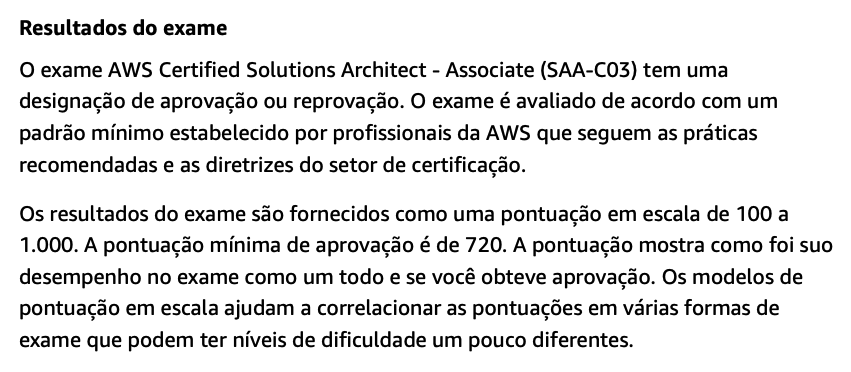 Resultados do exame
O exame AWS Certified Solutions Architect - Associate (SAA-C03) tem uma
designação de aprovação ou reprovação. O exame é avaliado de acordo com um
padrão mínimo estabelecido por profissionais da AWS que seguem as práticas
recomendadas e as diretrizes do setor de certificação.
Os resultados do exame são fornecidos como uma pontuação em escala de 100 a
1.000. A pontuação mínima de aprovação é de 720. A pontuação mostra como foi suo
desempenho no exame como um todo e se você obteve aprovação. Os modelos de
pontuação em escala ajudam a correlacionar as pontuações em várias formas de
exame que podem ter níveis de dificuldade um pouco diferentes.